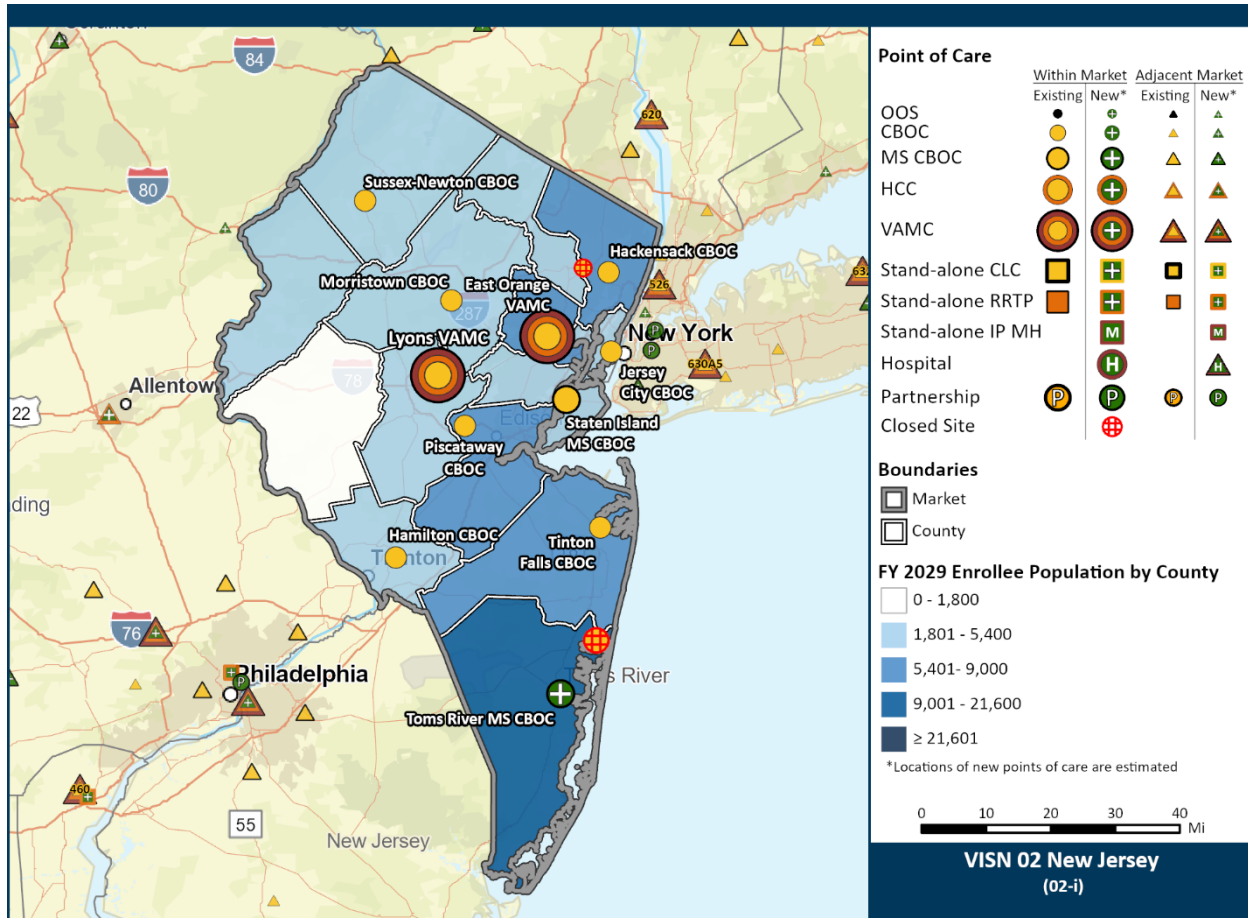 Scranton
84
620
80
Sussex-Newton CBOC
Hackensack CBOC
Morristown CBOC
East Orange
VAMC
287
526
Lyons VAMC
New York
630A5
Jersey
City CBOC
78
Allentow
22
Edis
Staten Island
MS CBOC
Piscataway
CBOC
ding
Hamilton CBOC
Tinton
Falls CBOC
76
Philadelphia
s River
Toms River MS CBOC
460
55
New Jersey
Point of Care
Within Market Adjacent Market
Existing New* Existing New*
OOS
CBOC
MS CBOC
HCC
VAMC
Stand-alone CLC
Stand-alone RRTP
Stand-alone IP MH
M M
Hospital
H H
Partnership
P P P P
Closed Site
Boundaries
Market
County
FY 2029 Enrollee Population by County
0 - 1,800
1,801 - 5,400
5,401- 9,000
9,001 - 21,600
≥ 21,601
*Locations of new points of care are estimated
0 10 20 30 40
Mi
VISN 02 New Jersey
(02-i)